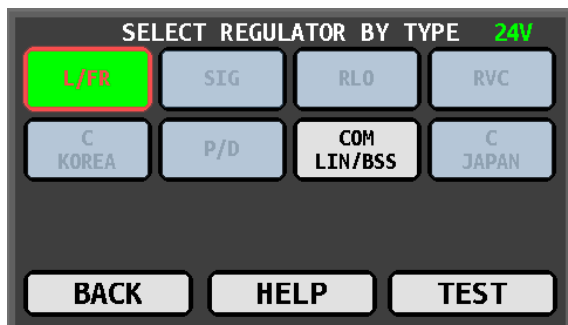 SELECT REGULATOR BY TYPE 24V
L/FR SIG RLO RVC
C KOREA P/D COM LIN/BSS C JAPAN
BACK HELP TEST